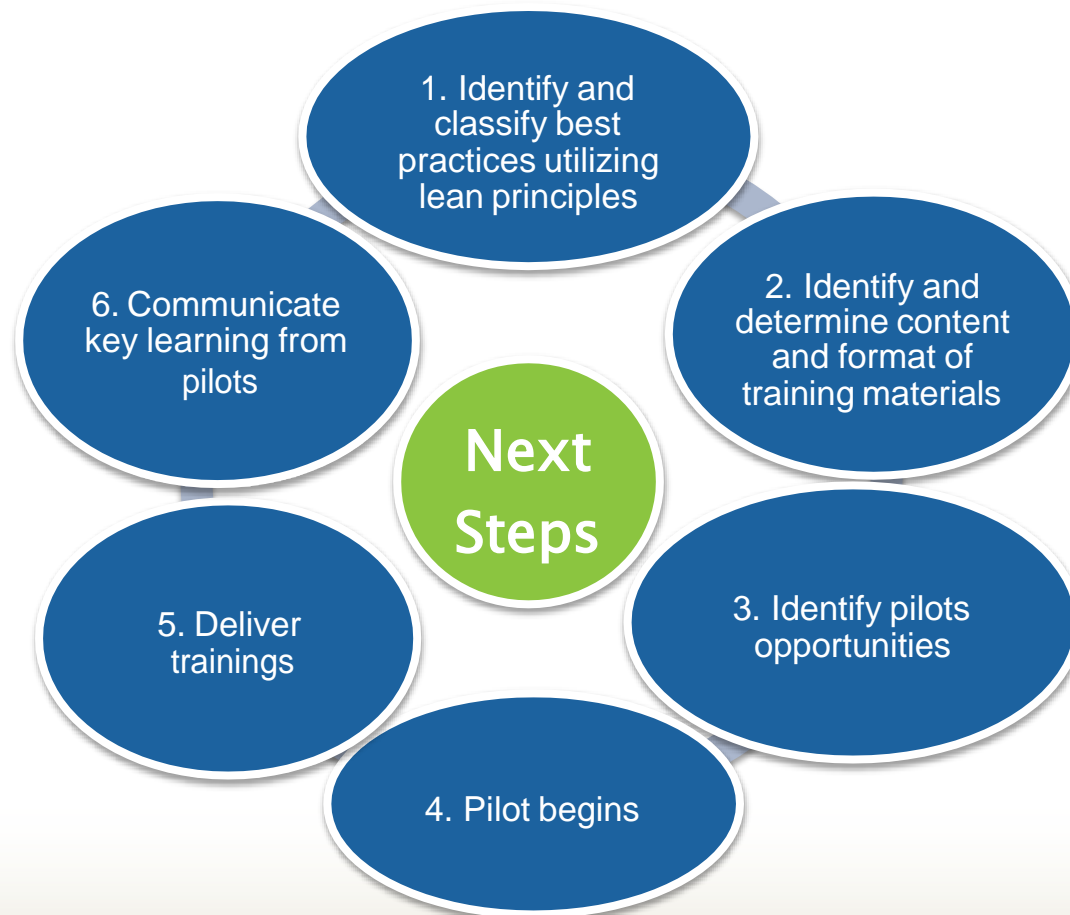 1. Identify and
classify best
practices utilizing
lean principles
2. Identify and
determine content
and format of
training materials
3. Identify pilots
opportunities
4. Pilot begins
5. Deliver
trainings
6. Communicate
key learning from
pilots
Next
Steps